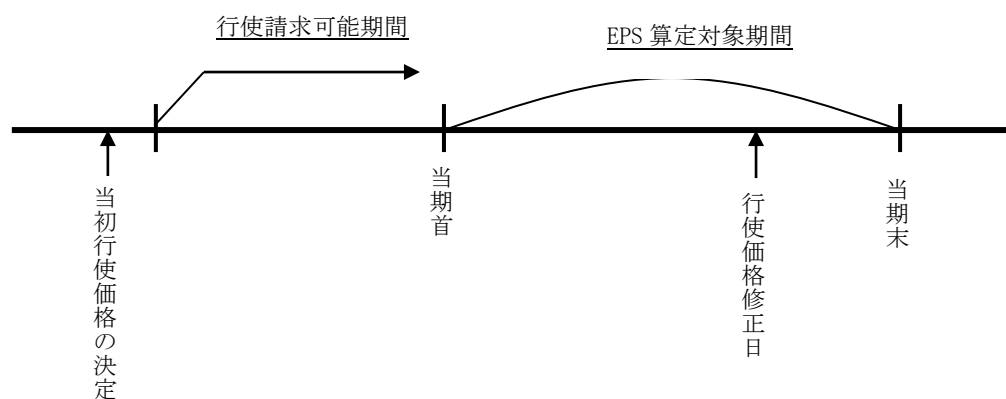 行使請求可能期間
EPS 算定対象期間
当初行使価格の決定
当期首
行使価格修正日
当期末